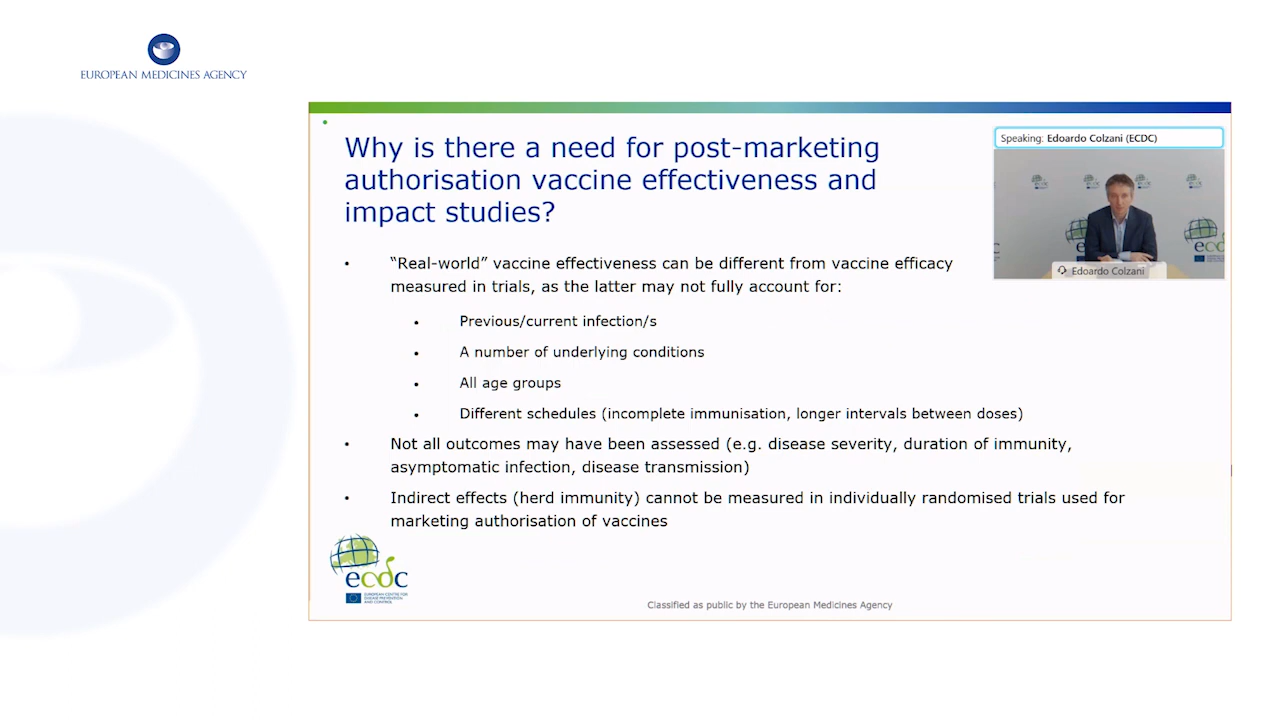 EUROPEAN MEDICINES AGENCY
Why is there a need for post-marketing
authorisation vaccine effectiveness and
impact studies?
Speaking: Edoardo Colzani (ECDC)
Edoardo Colzani
• “Real-world” vaccine effectiveness can be different from vaccine efficacy
measured in trials, as the latter may not fully account for:
• Previous/current infection/s
• A number of underlying conditions
• All age groups
• Different schedules (incomplete immunisation, longer intervals between doses)
• Not all outcomes may have been assessed (e.g. disease severity, duration of immunity,
asymptomatic infection, disease transmission)
• Indirect effects (herd immunity) cannot be measured in individually randomised trials used for
marketing authorisation of vaccines
ecdc
EUROPEAN CENTRE FOR
DISEASE PREVENTION
AND CONTROL
Classified as public by the European Medicines Agency